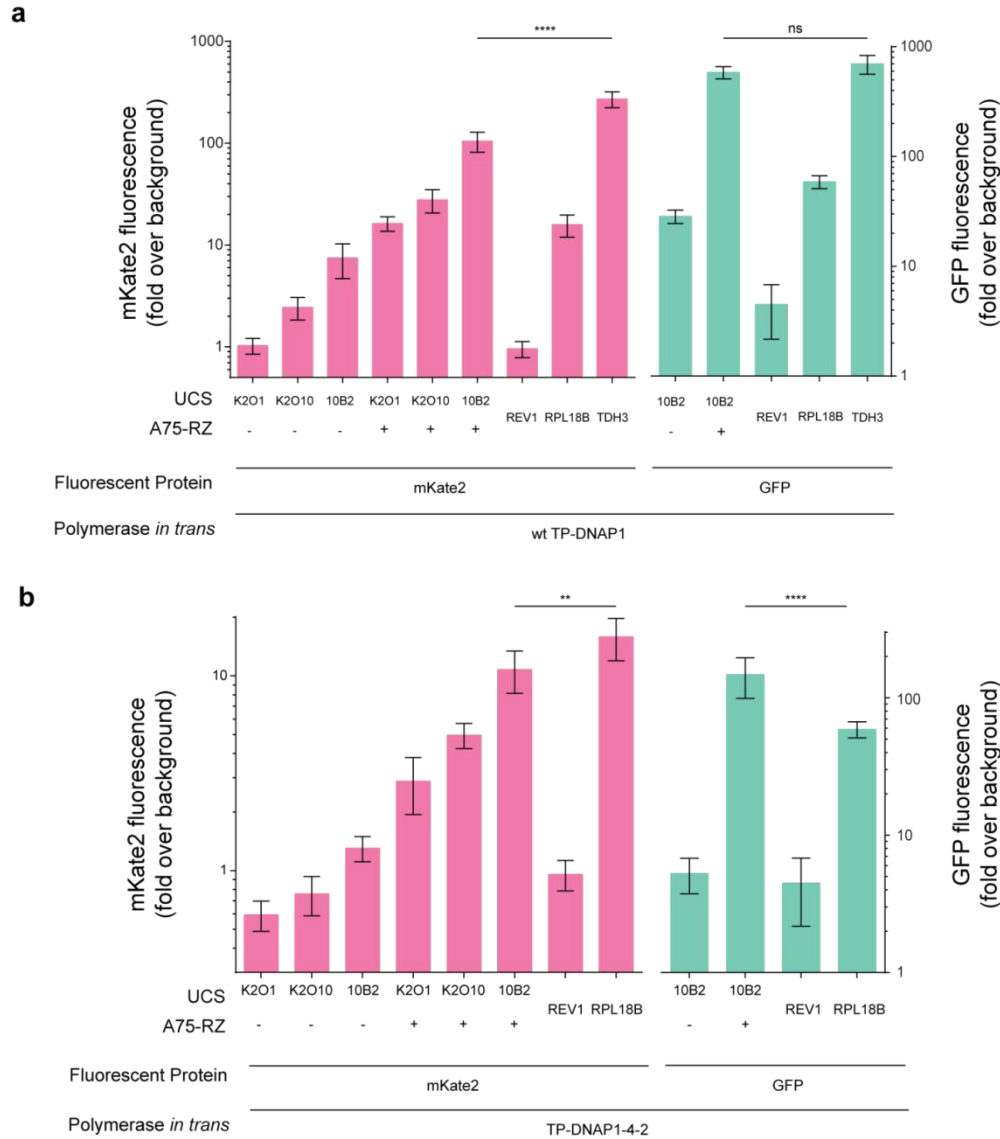 a
****
ns
1000
100
10
1
mKate2 fluorescence
(fold over background)
1000
100
10
1
GFP fluorescence
(fold over background)
UCS K2O1 K2O10 10B2 K2O1 K2O10 10B2 REV1 RPL18B TDH3 10B2 10B2 REV1 RPL18B TDH3
A75-RZ - - - + + + - +
Fluorescent Protein mKate2 GFP
Polymerase in trans wt TP-DNAP1
b
**
****
10
1
mKate2 fluorescence
(fold over background)
100
10
1
GFP fluorescence
(fold over background)
UCS K2O1 K2O10 10B2 K2O1 K2O10 10B2 REV1 RPL18B 10B2 10B2 REV1 RPL18B
A75-RZ - - - + + + - +
Fluorescent Protein mKate2 GFP
Polymerase in trans TP-DNAP1-4-2